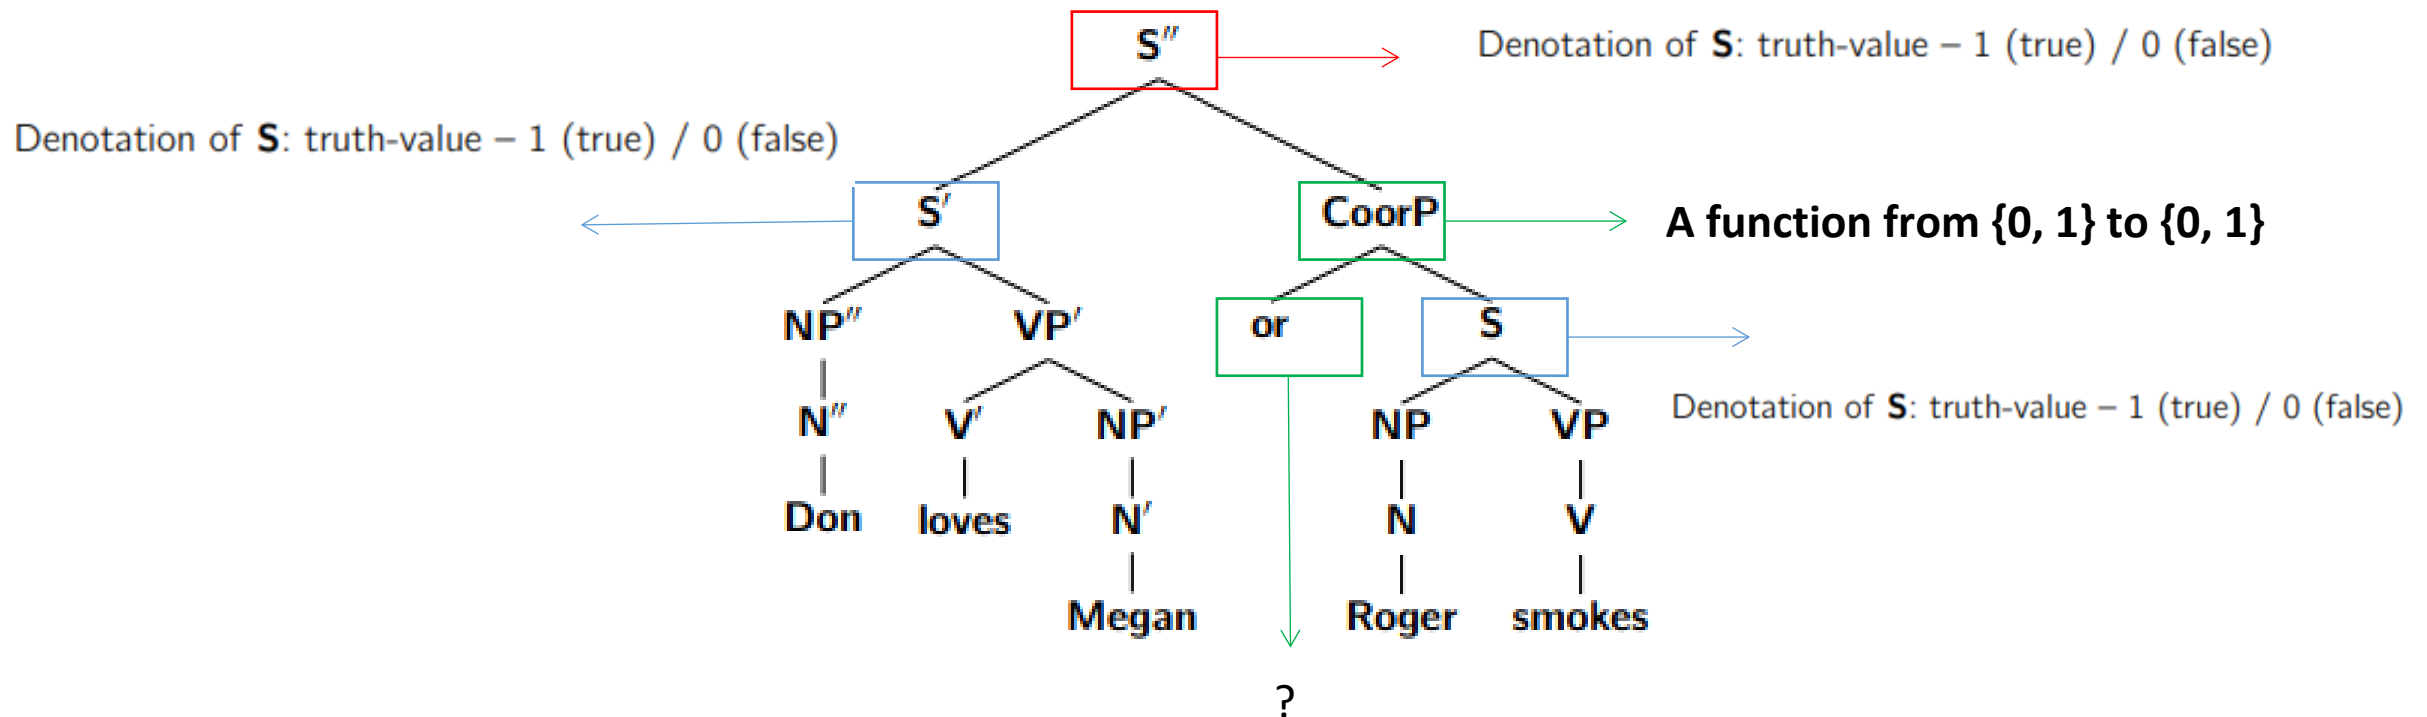 S″
Denotation of S: truth-value – 1 (true) / 0 (false)
Denotation of S: truth-value – 1 (true) / 0 (false)
S′ CoorP A function from {0, 1} to {0, 1}
NP″ VP′ or S
N″ V′ NP′ NP VP
Denotation of S: truth-value – 1 (true) / 0 (false)
Don loves N′ N V
Megan Roger smokes
?